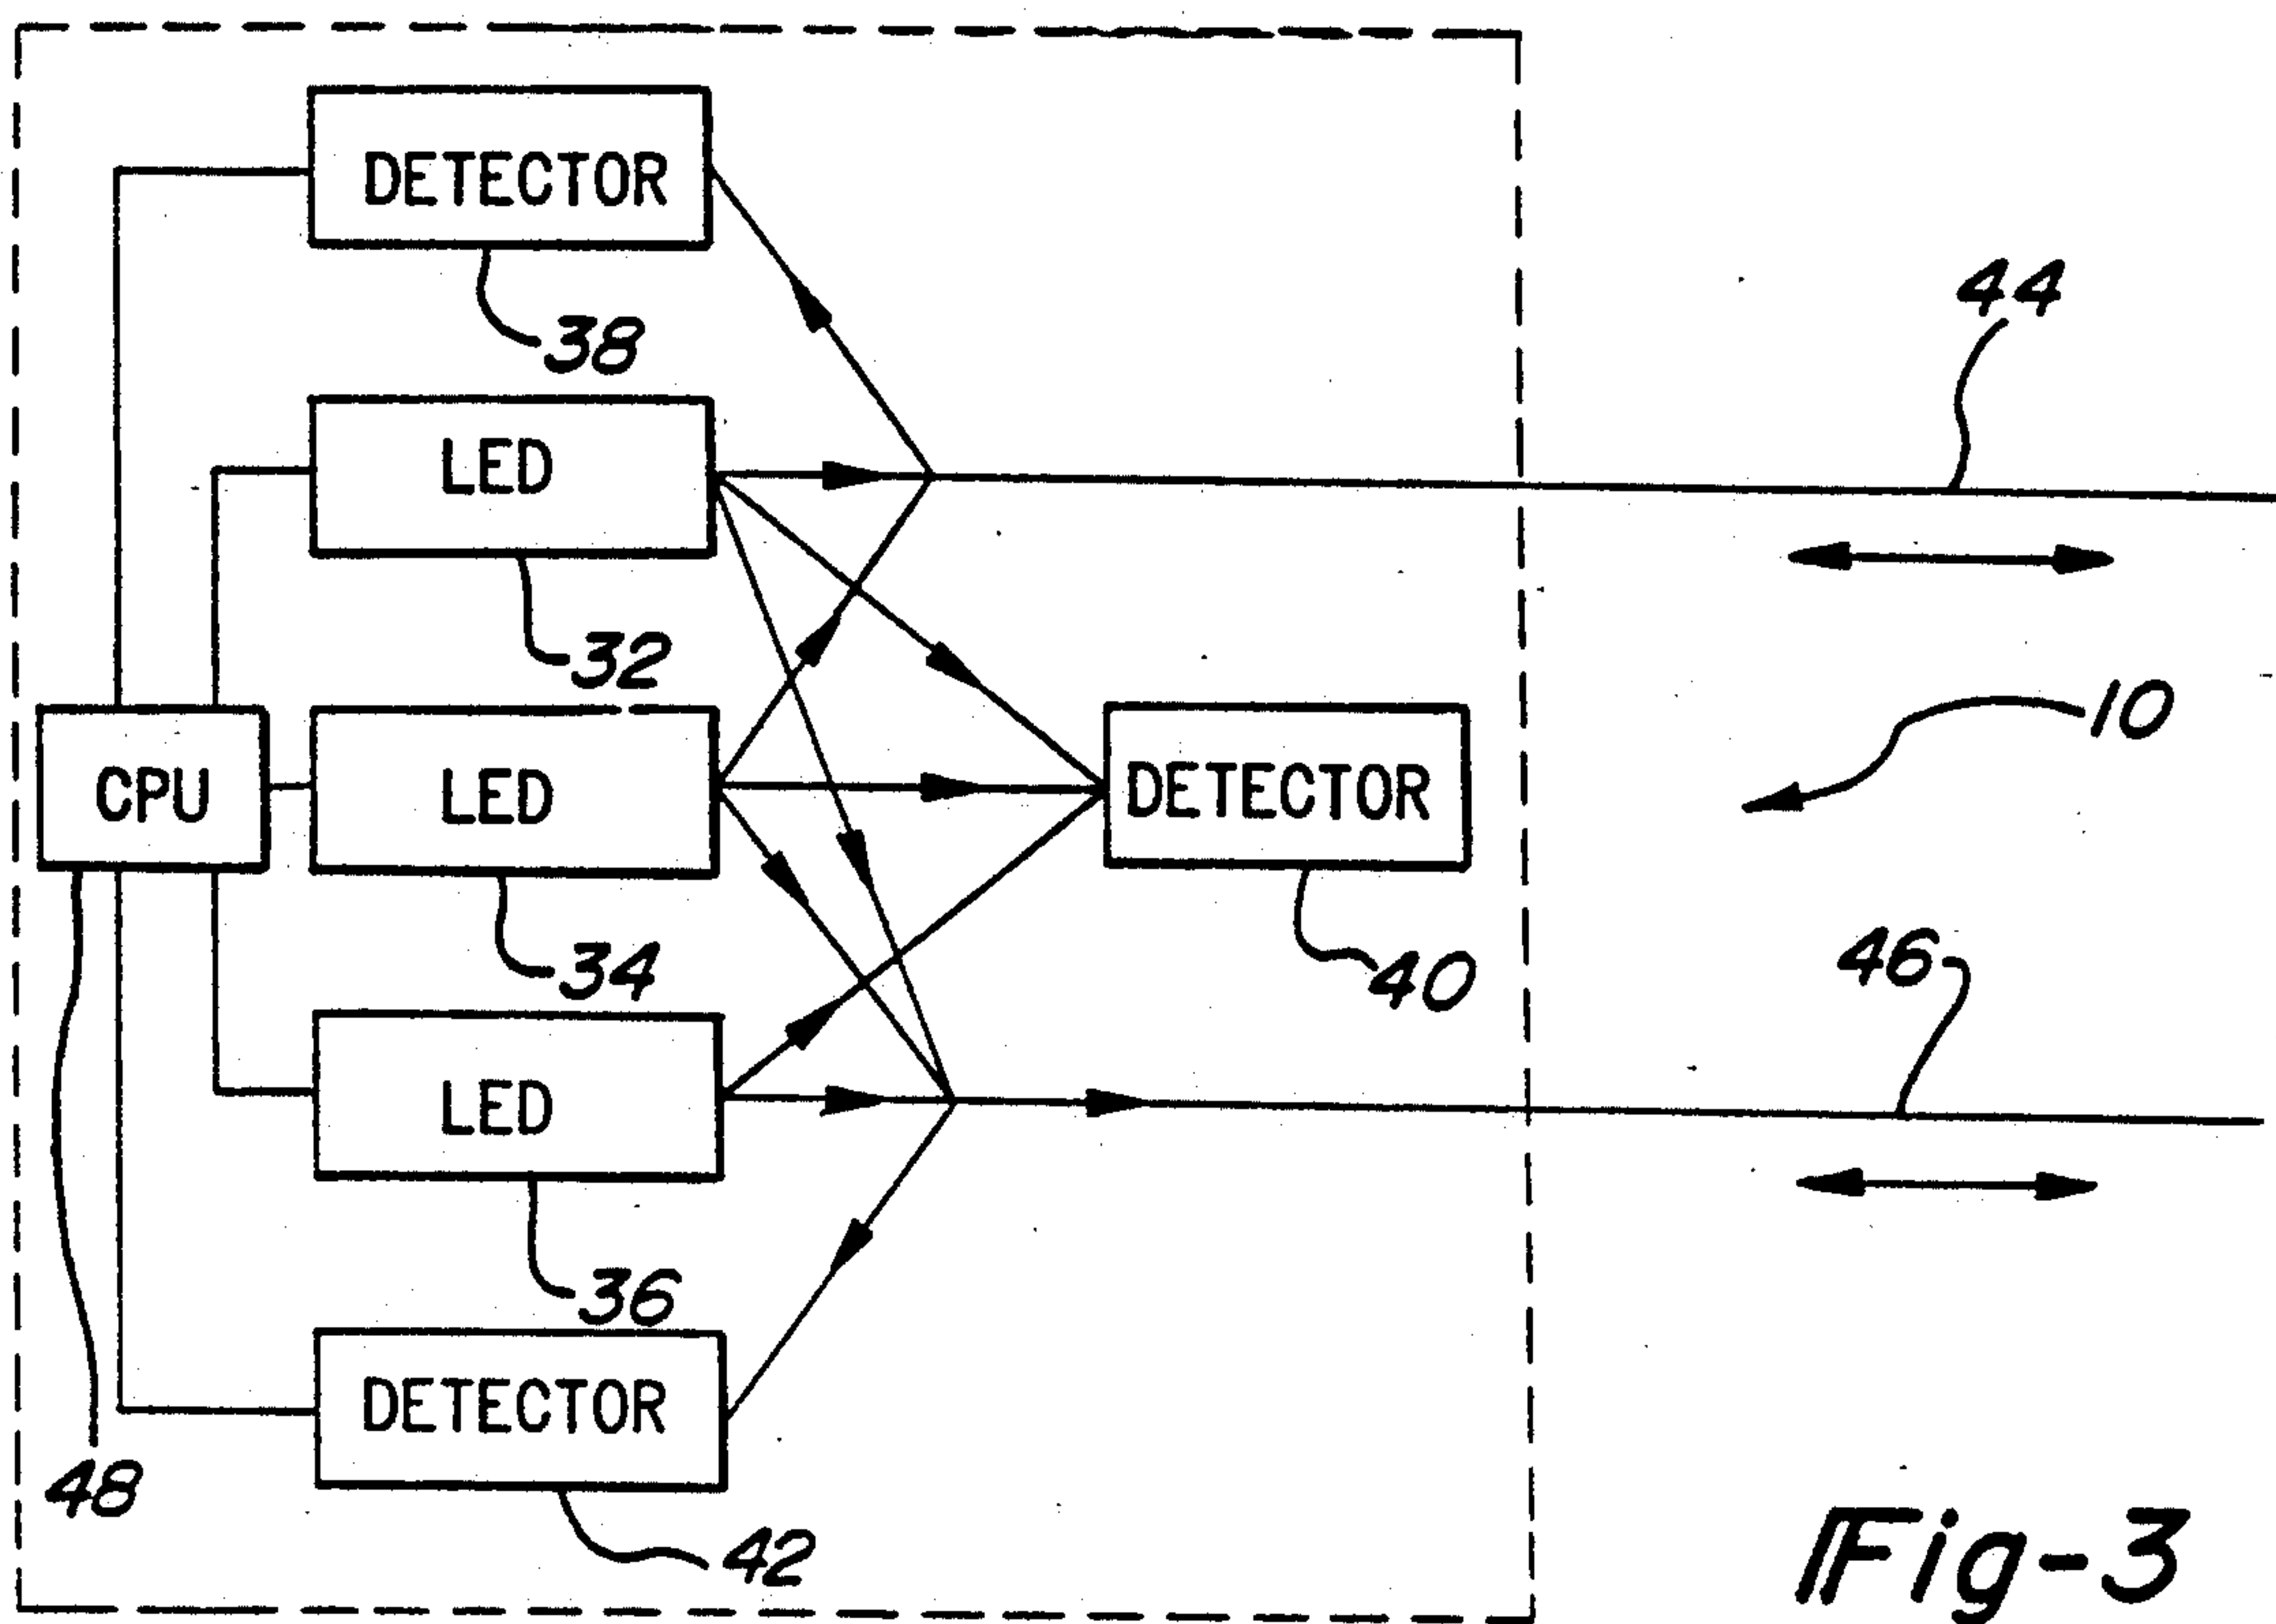 DETECTOR
38
44
LED
32
10
CPU
LED
DETECTOR
34
40
46
LED
36
DETECTOR
48
42
Fig-3